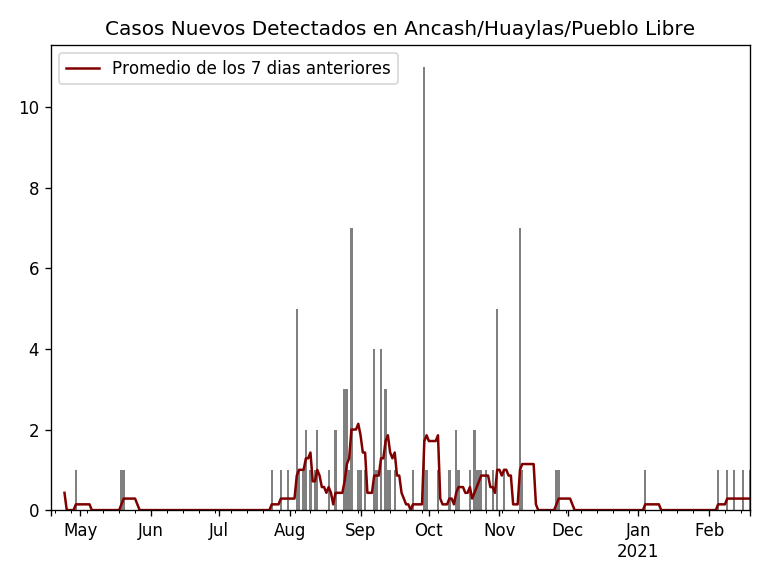 Casos Nuevos Detectados en Ancash/Huaylas/Pueblo Libre
Promedio de los 7 dias anteriores
10
8
6
4
2
0
May Jun Jul Aug Sep Oct Nov Dec Jan Feb
2021